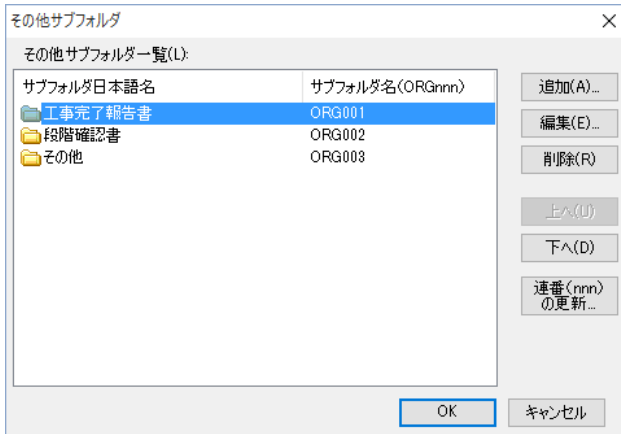 その他サブフォルダ
その他サブフォルダ一覧(L):
サブフォルダ日本語名 サブフォルダ名(ORGnnn)
工事完了報告書 ORG001
段階確認書 ORG002
その他 ORG003
追加(A)...
編集(E)...
削除(R)
上へ(U)
下へ(D)
連番(nnn)
の更新...
OK キャンセル